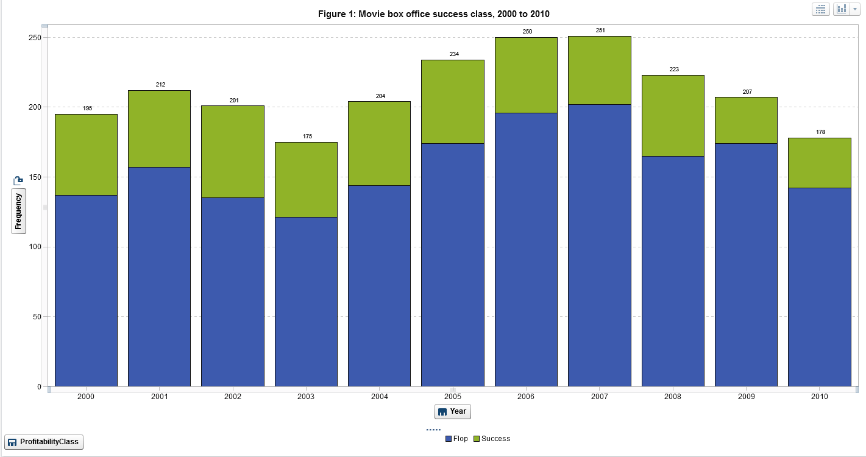 Figure 1: Movie box office success class, 2000 to 2010
250
200
150
100
50
0
Frequency
195
212
201
175
204
234
250
251
223
207
178
2000 2001 2002 2003 2004 2005 2006 2007 2008 2009 2010
Year
ProfitabilityClass
Flop Success